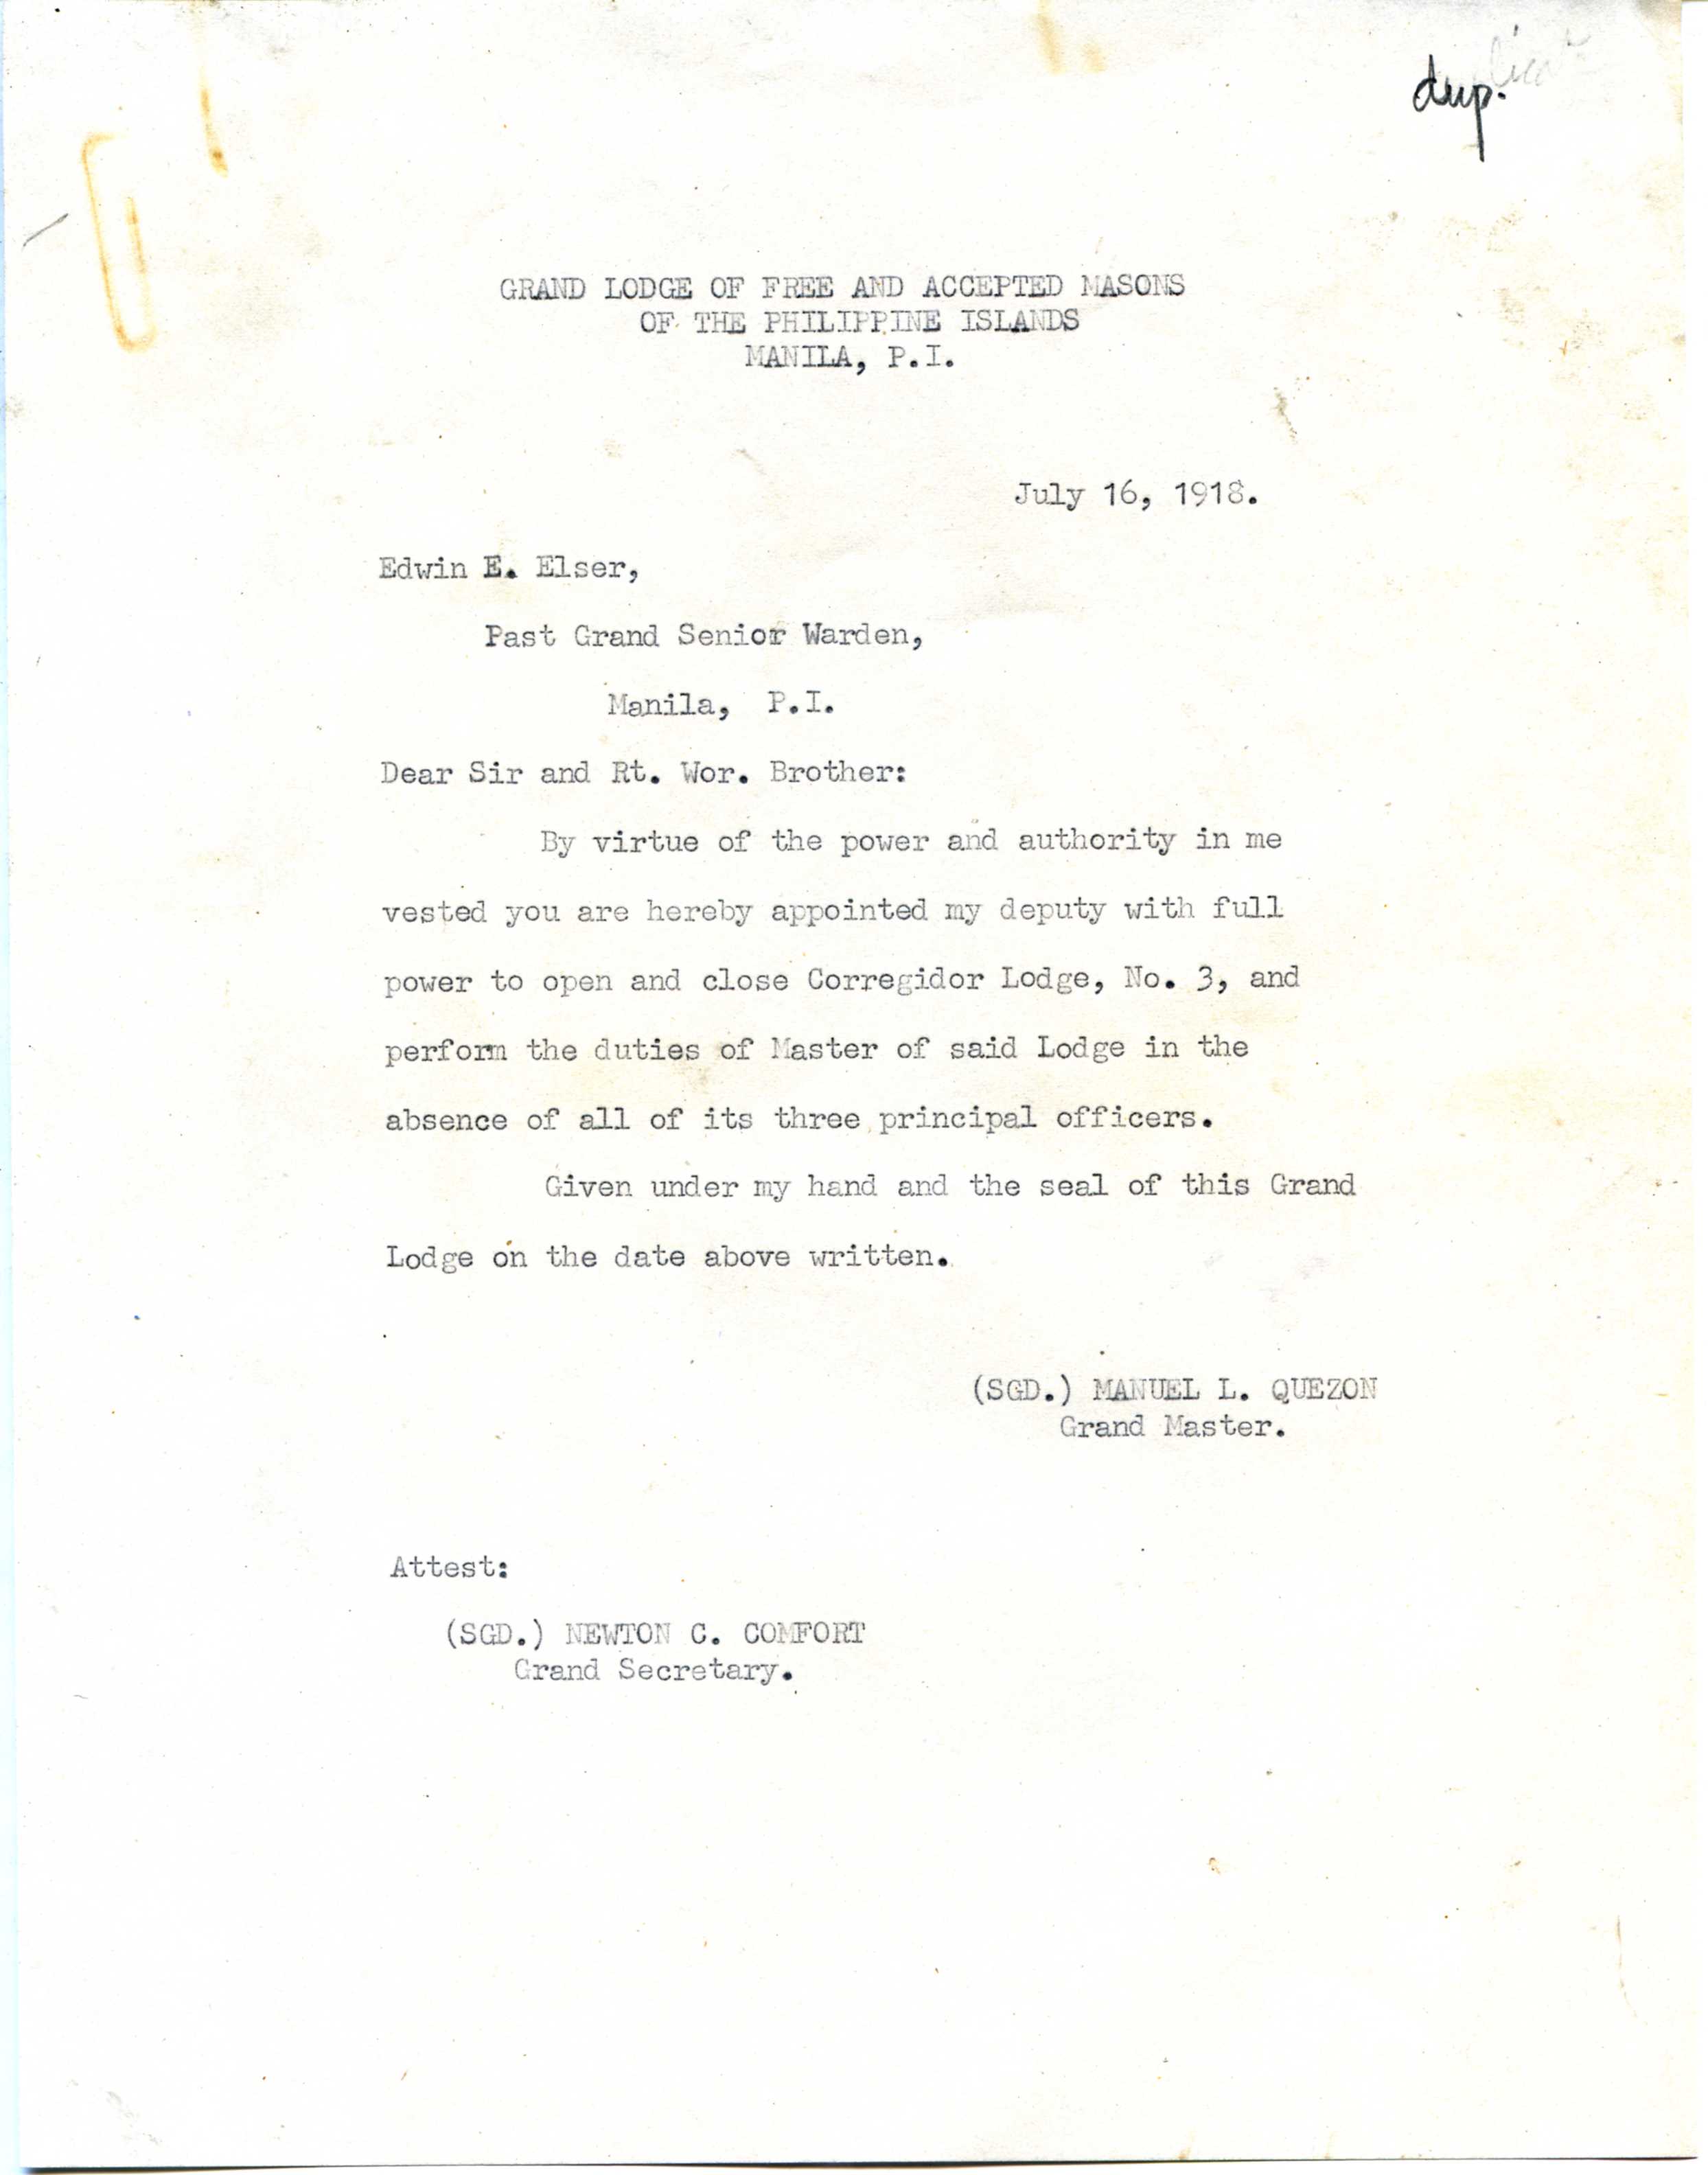 dup.
GRAND LODGE OF FREE AND ACCEPTED MASONS
OF THE PHILIPPINE ISLANDS
MANILA, P.I.
July 16, 1918.
Edwin E. Elser,
Past Grand Senior Warden,
Manila, P.I.
Dear Sir and Rt. Wor. Brother:
By virtue of the power and authority in me
vested you are hereby appointed my deputy with full
power to open and close Corregidor Lodge, No. 3, and
perform the duties of Master of said Lodge in the
absence of all of its three principal officers.
Given under my hand and the seal of this Grand
Lodge on the date above written.
(SGD.) MANUEL L. QUEZON
Grand Master.
Attest:
(SGD.) NEWTON C. COMFORT
Grand Secretary.